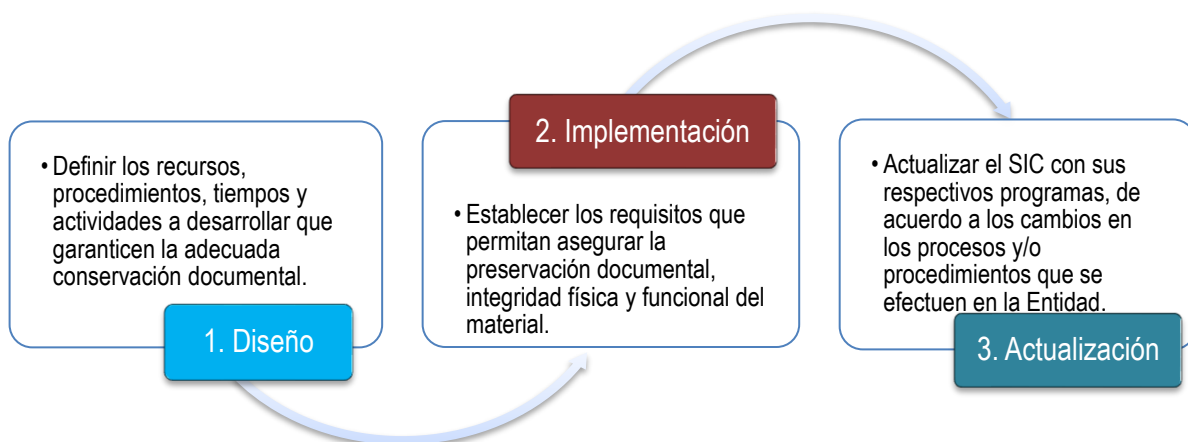 • Definir los recursos,
procedimientos, tiempos y
actividades a desarrollar que
garanticen la adecuada
conservación documental.
1. Diseño
2. Implementación
• Establecer los requisitos que
permitan asegurar la
preservación documental,
integridad física y funcional del
material.
• Actualizar el SIC con sus
respectivos programas, de
acuerdo a los cambios en
los procesos y/o
procedimientos que se
efectuen en la Entidad.
3. Actualización